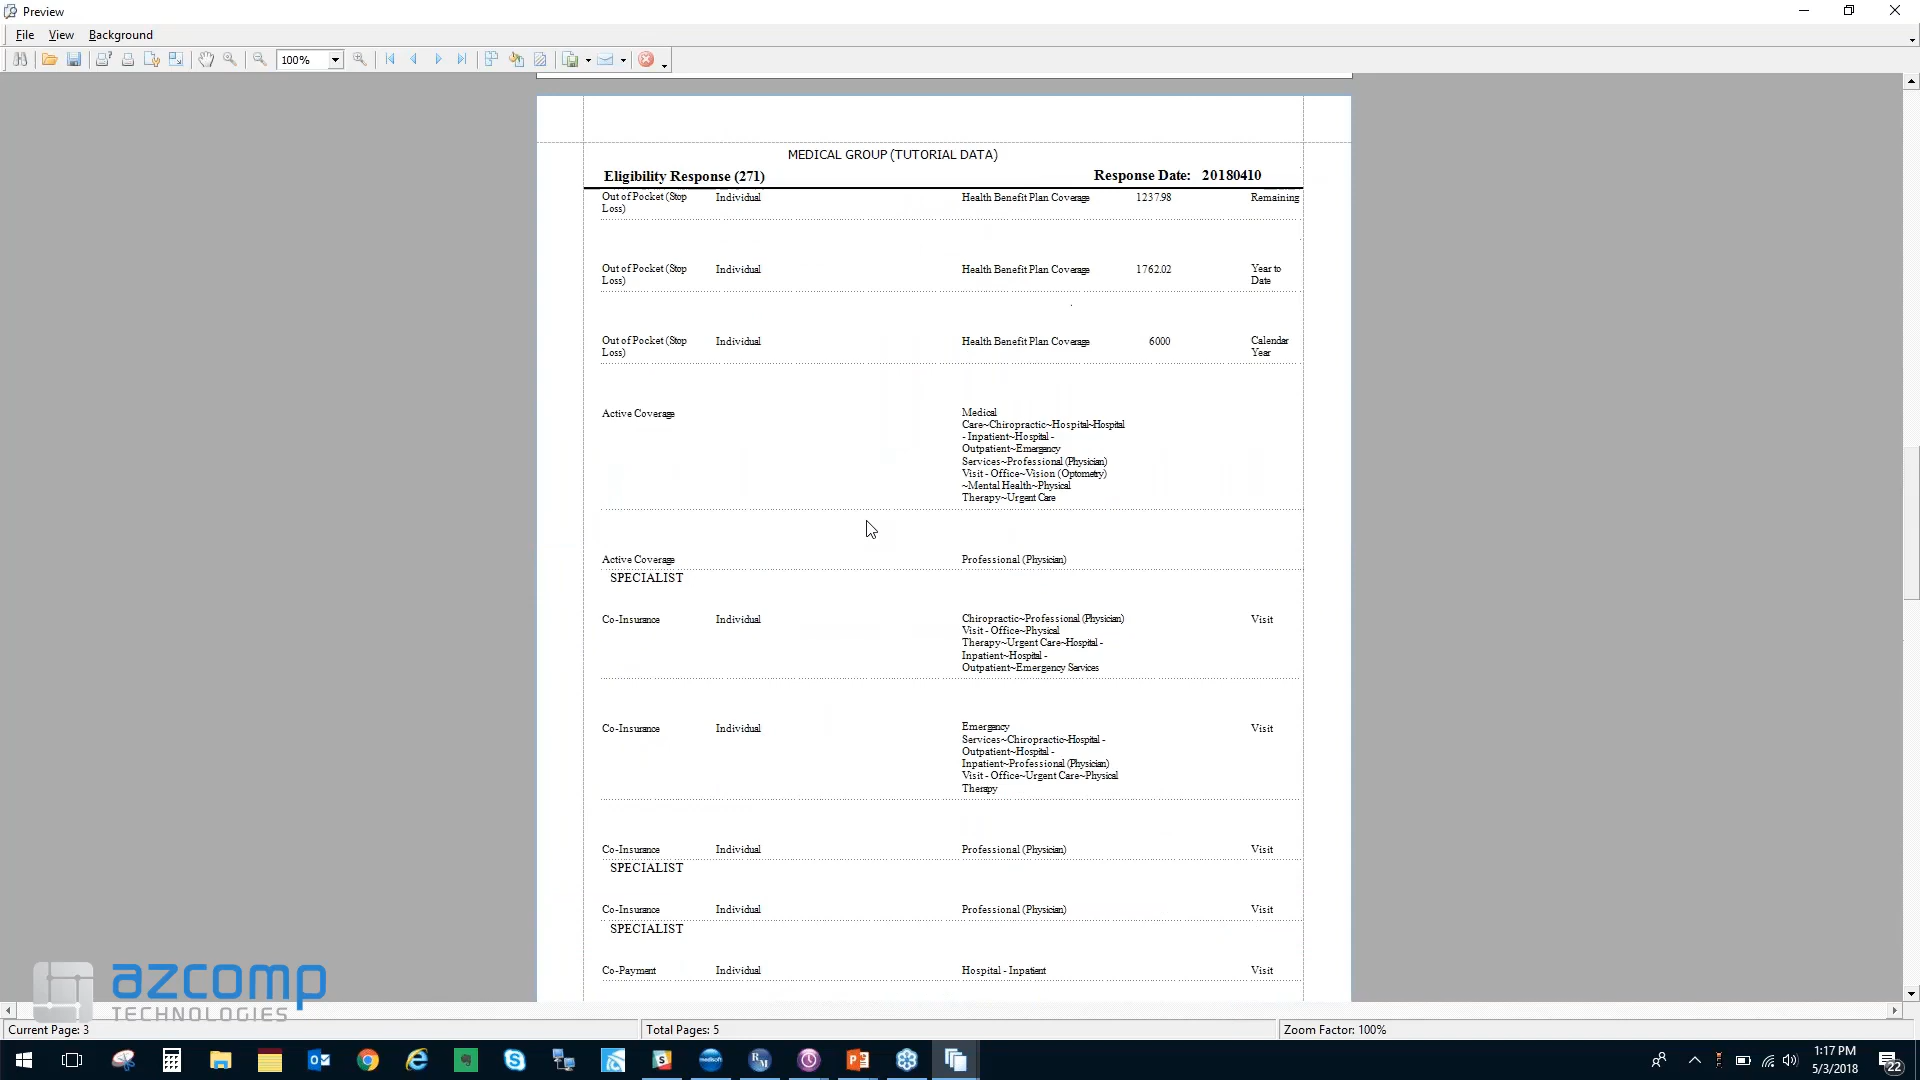 Preview
File View Background
100%
MEDICAL GROUP (TUTORIAL DATA)
Eligibility Response (271) Response Date: 20180410
Out of Pocket (Stop Loss) Individual Health Benefit Plan Coverage 1237.98 Remaining
Out of Pocket (Stop Loss) Individual Health Benefit Plan Coverage 1762.02 Year to Date
Out of Pocket (Stop Loss) Individual Health Benefit Plan Coverage 6000 Calendar Year
Active Coverage Medical
Care~Chiropractic~Hospital~Hospital
- Inpatient~Hospital -
Outpatient~Emergency
Services~Professional (Physician)
Visit - Office~Vision (Optometry)
~Mental Health~Physical
Therapy~Urgent Care
Active Coverage Professional (Physician)
SPECIALIST
Co-Insurance Individual Chiropractic~Professional (Physician) Visit
Visit - Office~Physical
Therapy~Urgent Care~Hospital -
Inpatient~Hospital -
Outpatient~Emergency Services
Co-Insurance Individual Emergency Visit
Services~Chiropractic~Hospital -
Outpatient~Hospital -
Inpatient~Professional (Physician)
Visit - Office~Urgent Care~Physical
Therapy
Co-Insurance Individual Professional (Physician) Visit
SPECIALIST
Co-Insurance Individual Professional (Physician) Visit
SPECIALIST
Co-Payment Individual Hospital - Inpatient Visit
azcomp
TECHNOLOGIES
Current Page: 3 Total Pages: 5 Zoom Factor: 100%
1:17 PM
5/3/2018
22